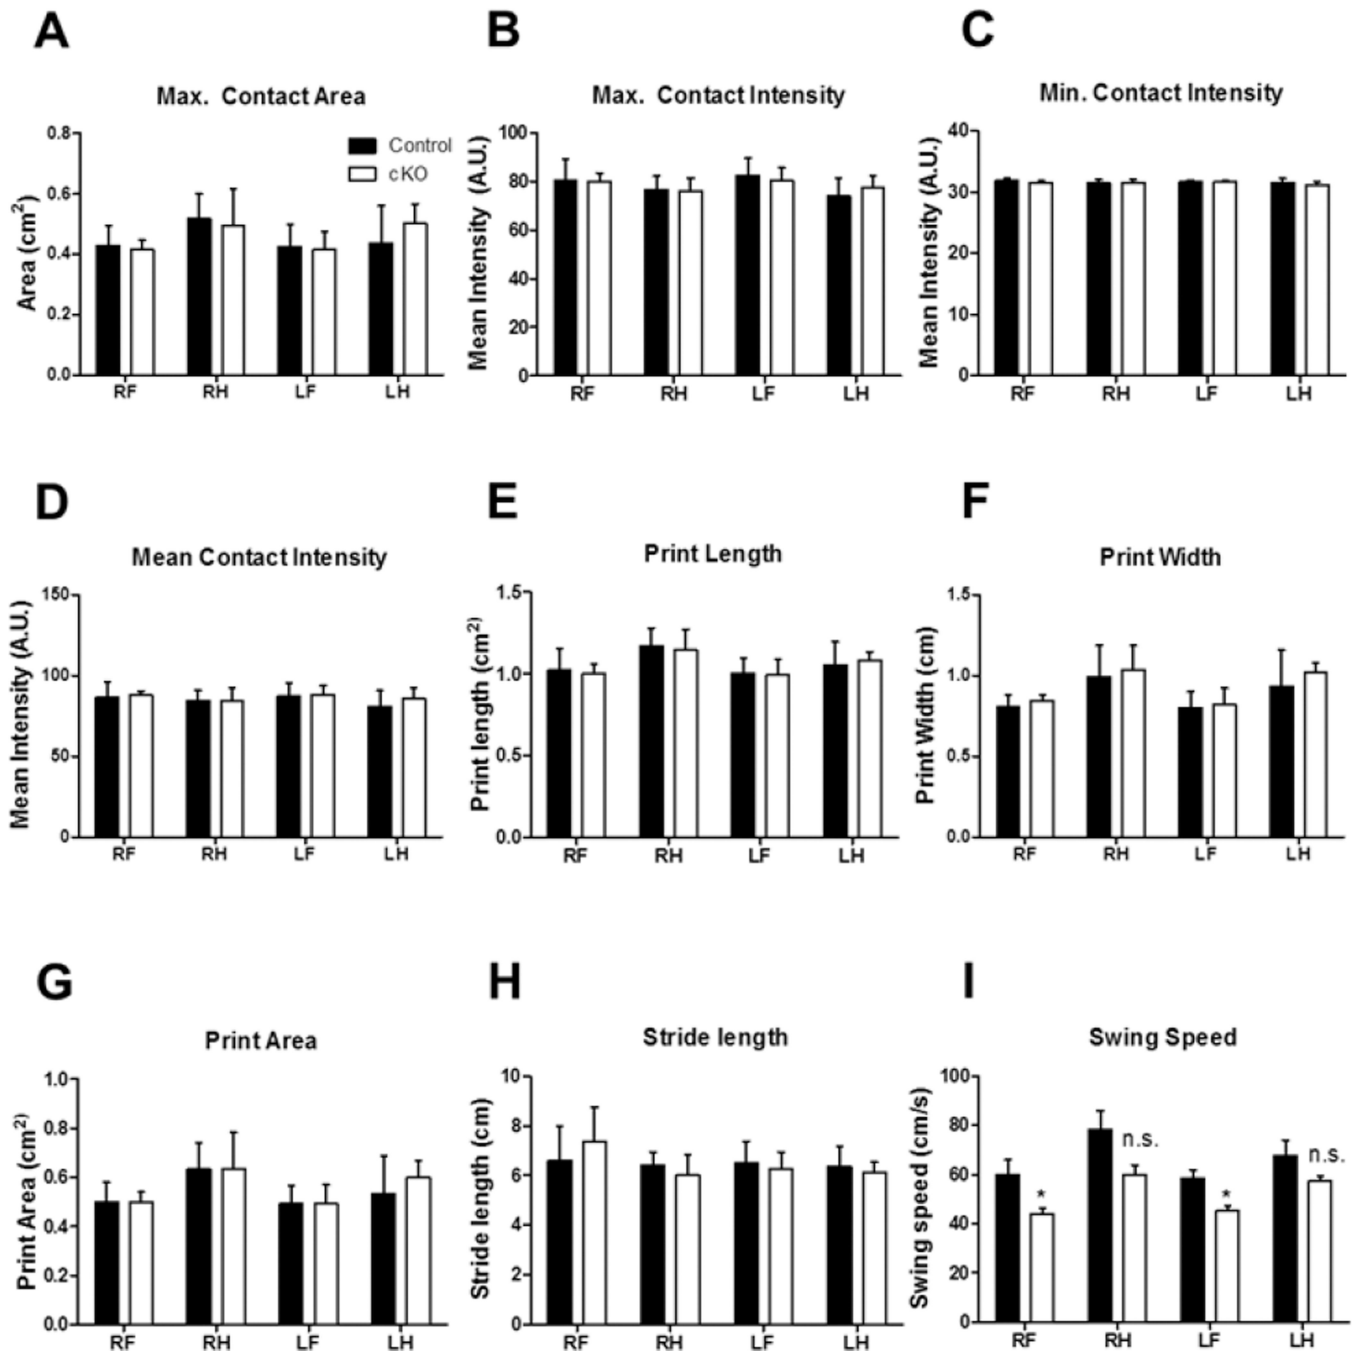 A
Max. Contact Area
Area (cm²)
0.8
0.6
0.4
0.2
0.0
Control
cKO
RF RH LF LH
B
Max. Contact Intensity
Mean Intensity (A.U.)
100
80
60
40
20
0
RF RH LF LH
C
Min. Contact Intensity
Mean Intensity (A.U.)
40
30
20
10
0
RF RH LF LH
D
Mean Contact Intensity
Mean Intensity (A.U.)
150
100
50
0
RF RH LF LH
E
Print Length
Print length (cm²)
1.5
1.0
0.5
0.0
RF RH LF LH
F
Print Width
Print Width (cm)
1.5
1.0
0.5
0.0
RF RH LF LH
G
Print Area
Print Area (cm²)
1.0
0.8
0.6
0.4
0.2
0.0
RF RH LF LH
H
Stride length
Stride length (cm)
10
8
6
4
2
0
RF RH LF LH
I
Swing Speed
Swing speed (cm/s)
100
80
60
40
20
0
* n.s. * n.s.
RF RH LF LH